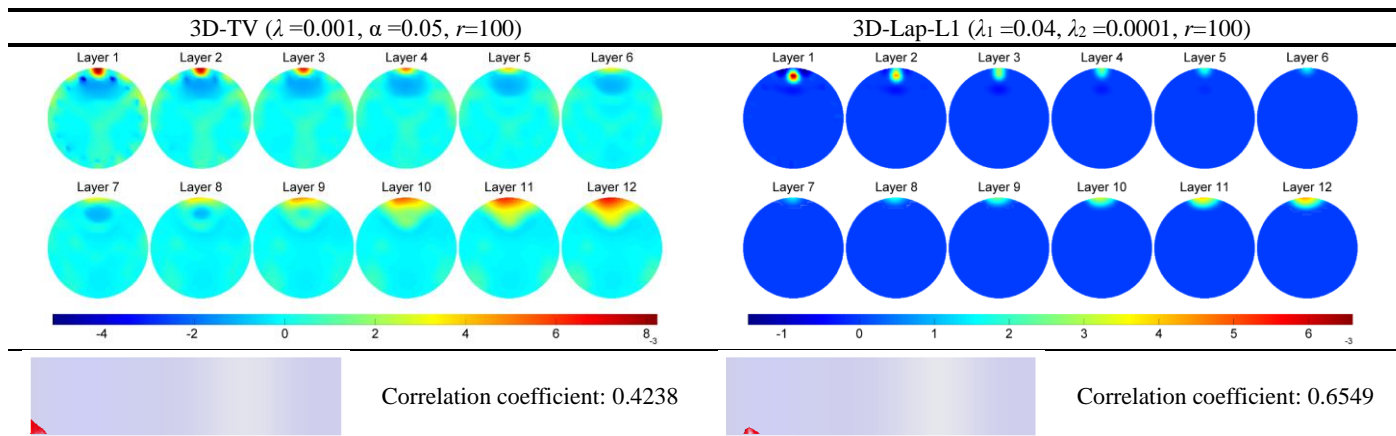 3D-TV (λ =0.001, α =0.05, r=100)
3D-Lap-L1 (λ1 =0.04, λ2 =0.0001, r=100)
Layer 1 Layer 2 Layer 3 Layer 4 Layer 5 Layer 6
Layer 7 Layer 8 Layer 9 Layer 10 Layer 11 Layer 12
-4 -2 0 2 4 6 8
-3
Layer 1 Layer 2 Layer 3 Layer 4 Layer 5 Layer 6
Layer 7 Layer 8 Layer 9 Layer 10 Layer 11 Layer 12
-1 0 1 2 3 4 5 6
-3
Correlation coefficient: 0.4238
Correlation coefficient: 0.6549